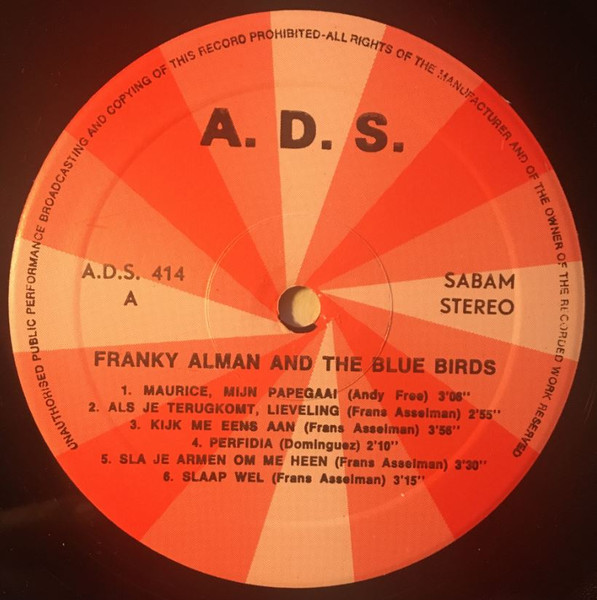 UNAUTHORISED PUBLIC PERFORMANCE BROADCASTING AND COPYING OF THIS RECORD PROHIBITED-ALL RIGHTS OF THE MANUFACTURER AND OF THE OWNER OF THE RECORDED WORK RESERVED
A. D. S.
A.D.S. 414
A
SABAM
STEREO
FRANKY ALMAN AND THE BLUE BIRDS
1. MAURICE, MIJN PAPEGAAI (Andy Free) 3'08"
2. ALS JE TERUGKOMT, LIEVELING (Frans Asselman) 2'55"
3. KIJK ME EENS AAN (Frans Asselman) 3'56"
4. PERFIDIA (Dominguez) 2'10"
5. SLA JE ARMEN OM ME HEEN (Frans Asselman) 3'30"
6. SLAAP WEL (Frans Asselman) 3'15"